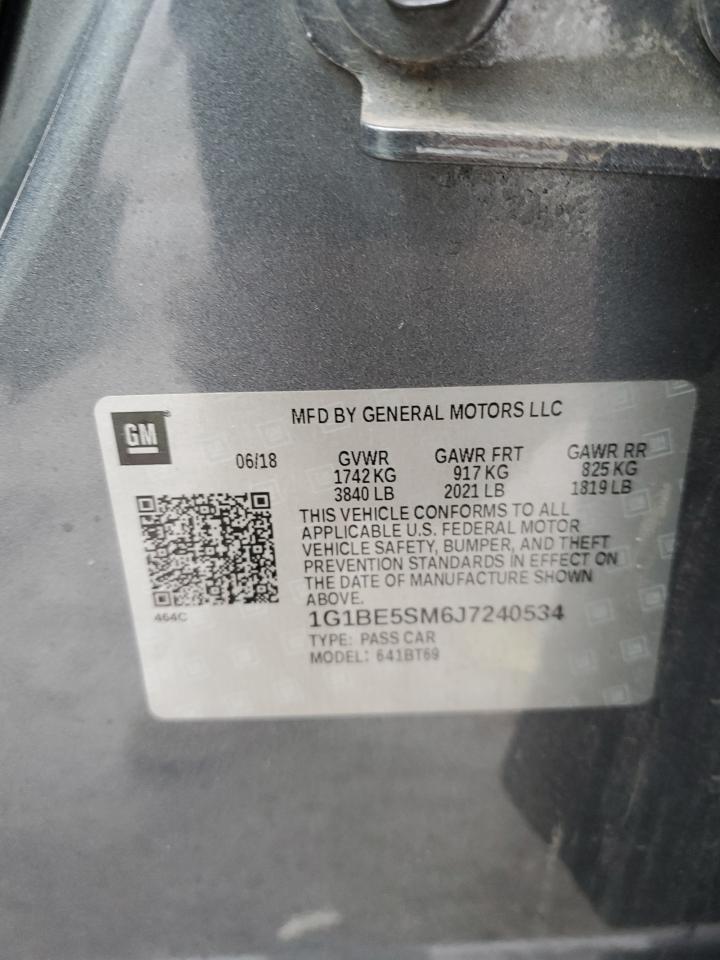 GM
MFD BY GENERAL MOTORS LLC
06/18
GVWR
1742 KG
3840 LB
GAWR FRT
917 KG
2021 LB
GAWR RR
825 KG
1819 LB
THIS VEHICLE CONFORMS TO ALL
APPLICABLE U.S. FEDERAL MOTOR
VEHICLE SAFETY, BUMPER, AND THEFT
PREVENTION STANDARDS IN EFFECT ON
THE DATE OF MANUFACTURE SHOWN
ABOVE.
464C
1G1BE5SM6J7240534
TYPE: PASS CAR
MODEL: 641BT69